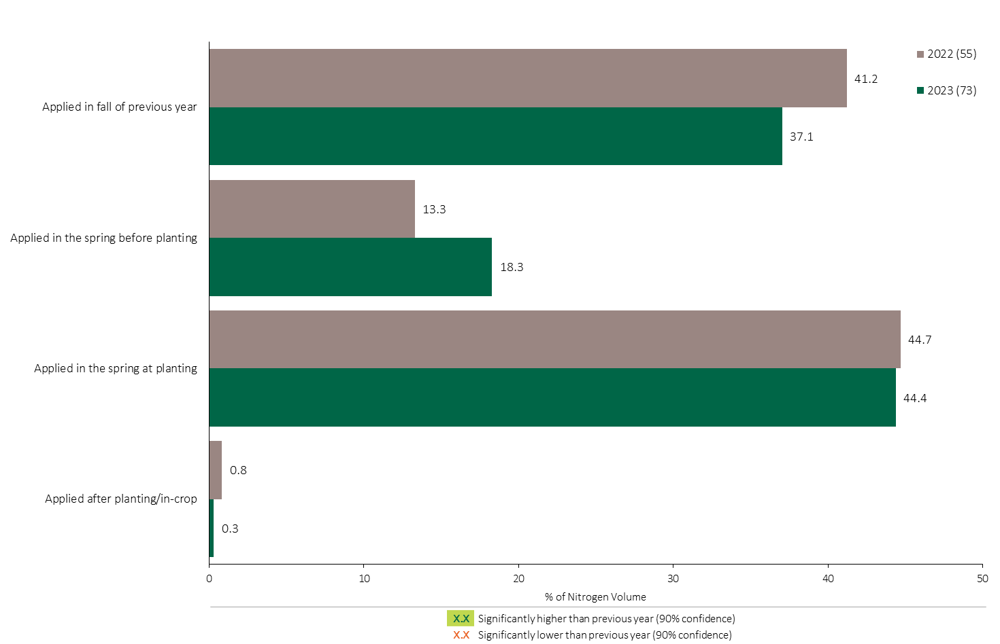 2022 (55)
41.2
2023 (73)
Applied in fall of previous year
37.1
13.3
Applied in the spring before planting
18.3
44.7
Applied in the spring at planting
44.4
0.8
Applied after planting/in-crop
0.3
0 10 20 30 40 50
% of Nitrogen Volume
X.X Significantly higher than previous year (90% confidence)
X.X Significantly lower than previous year (90% confidence)